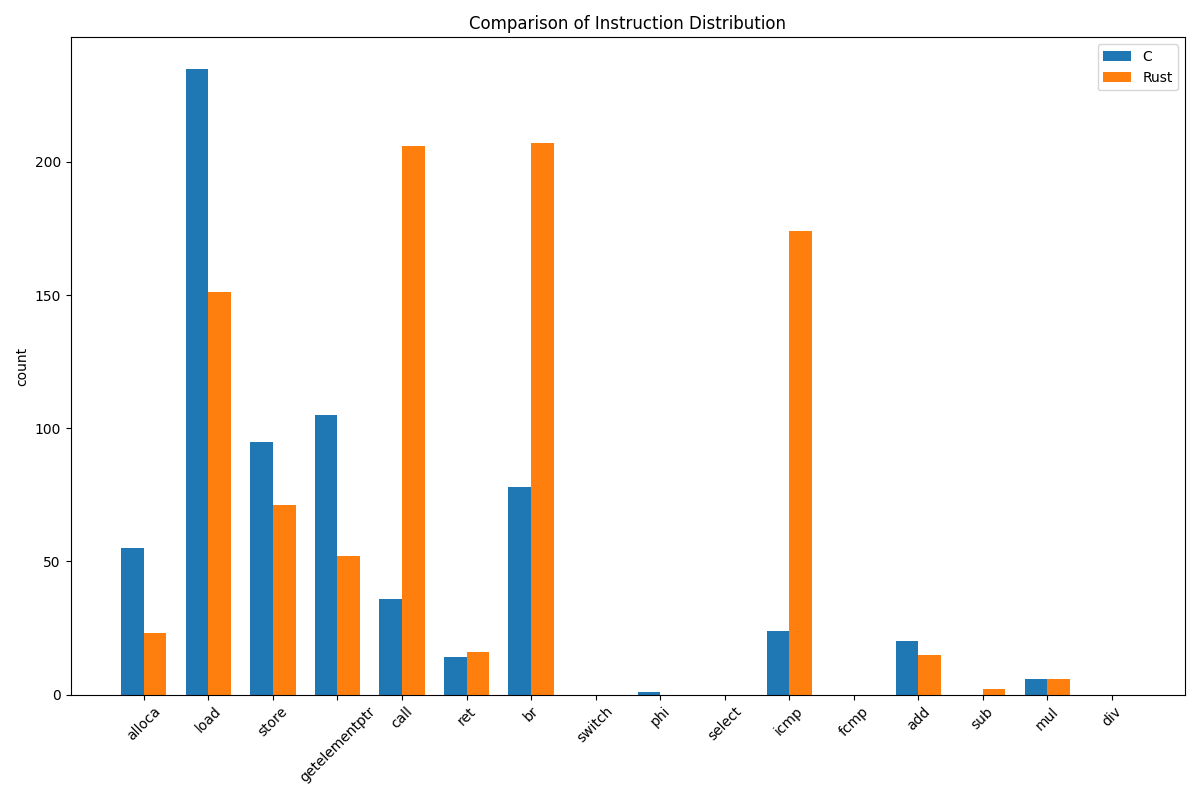 Comparison of Instruction Distribution
C
Rust
count
200
150
100
50
0
alloca
load
store
getelementptr
call
ret
br
switch
phi
select
icmp
fcmp
add
sub
mul
div